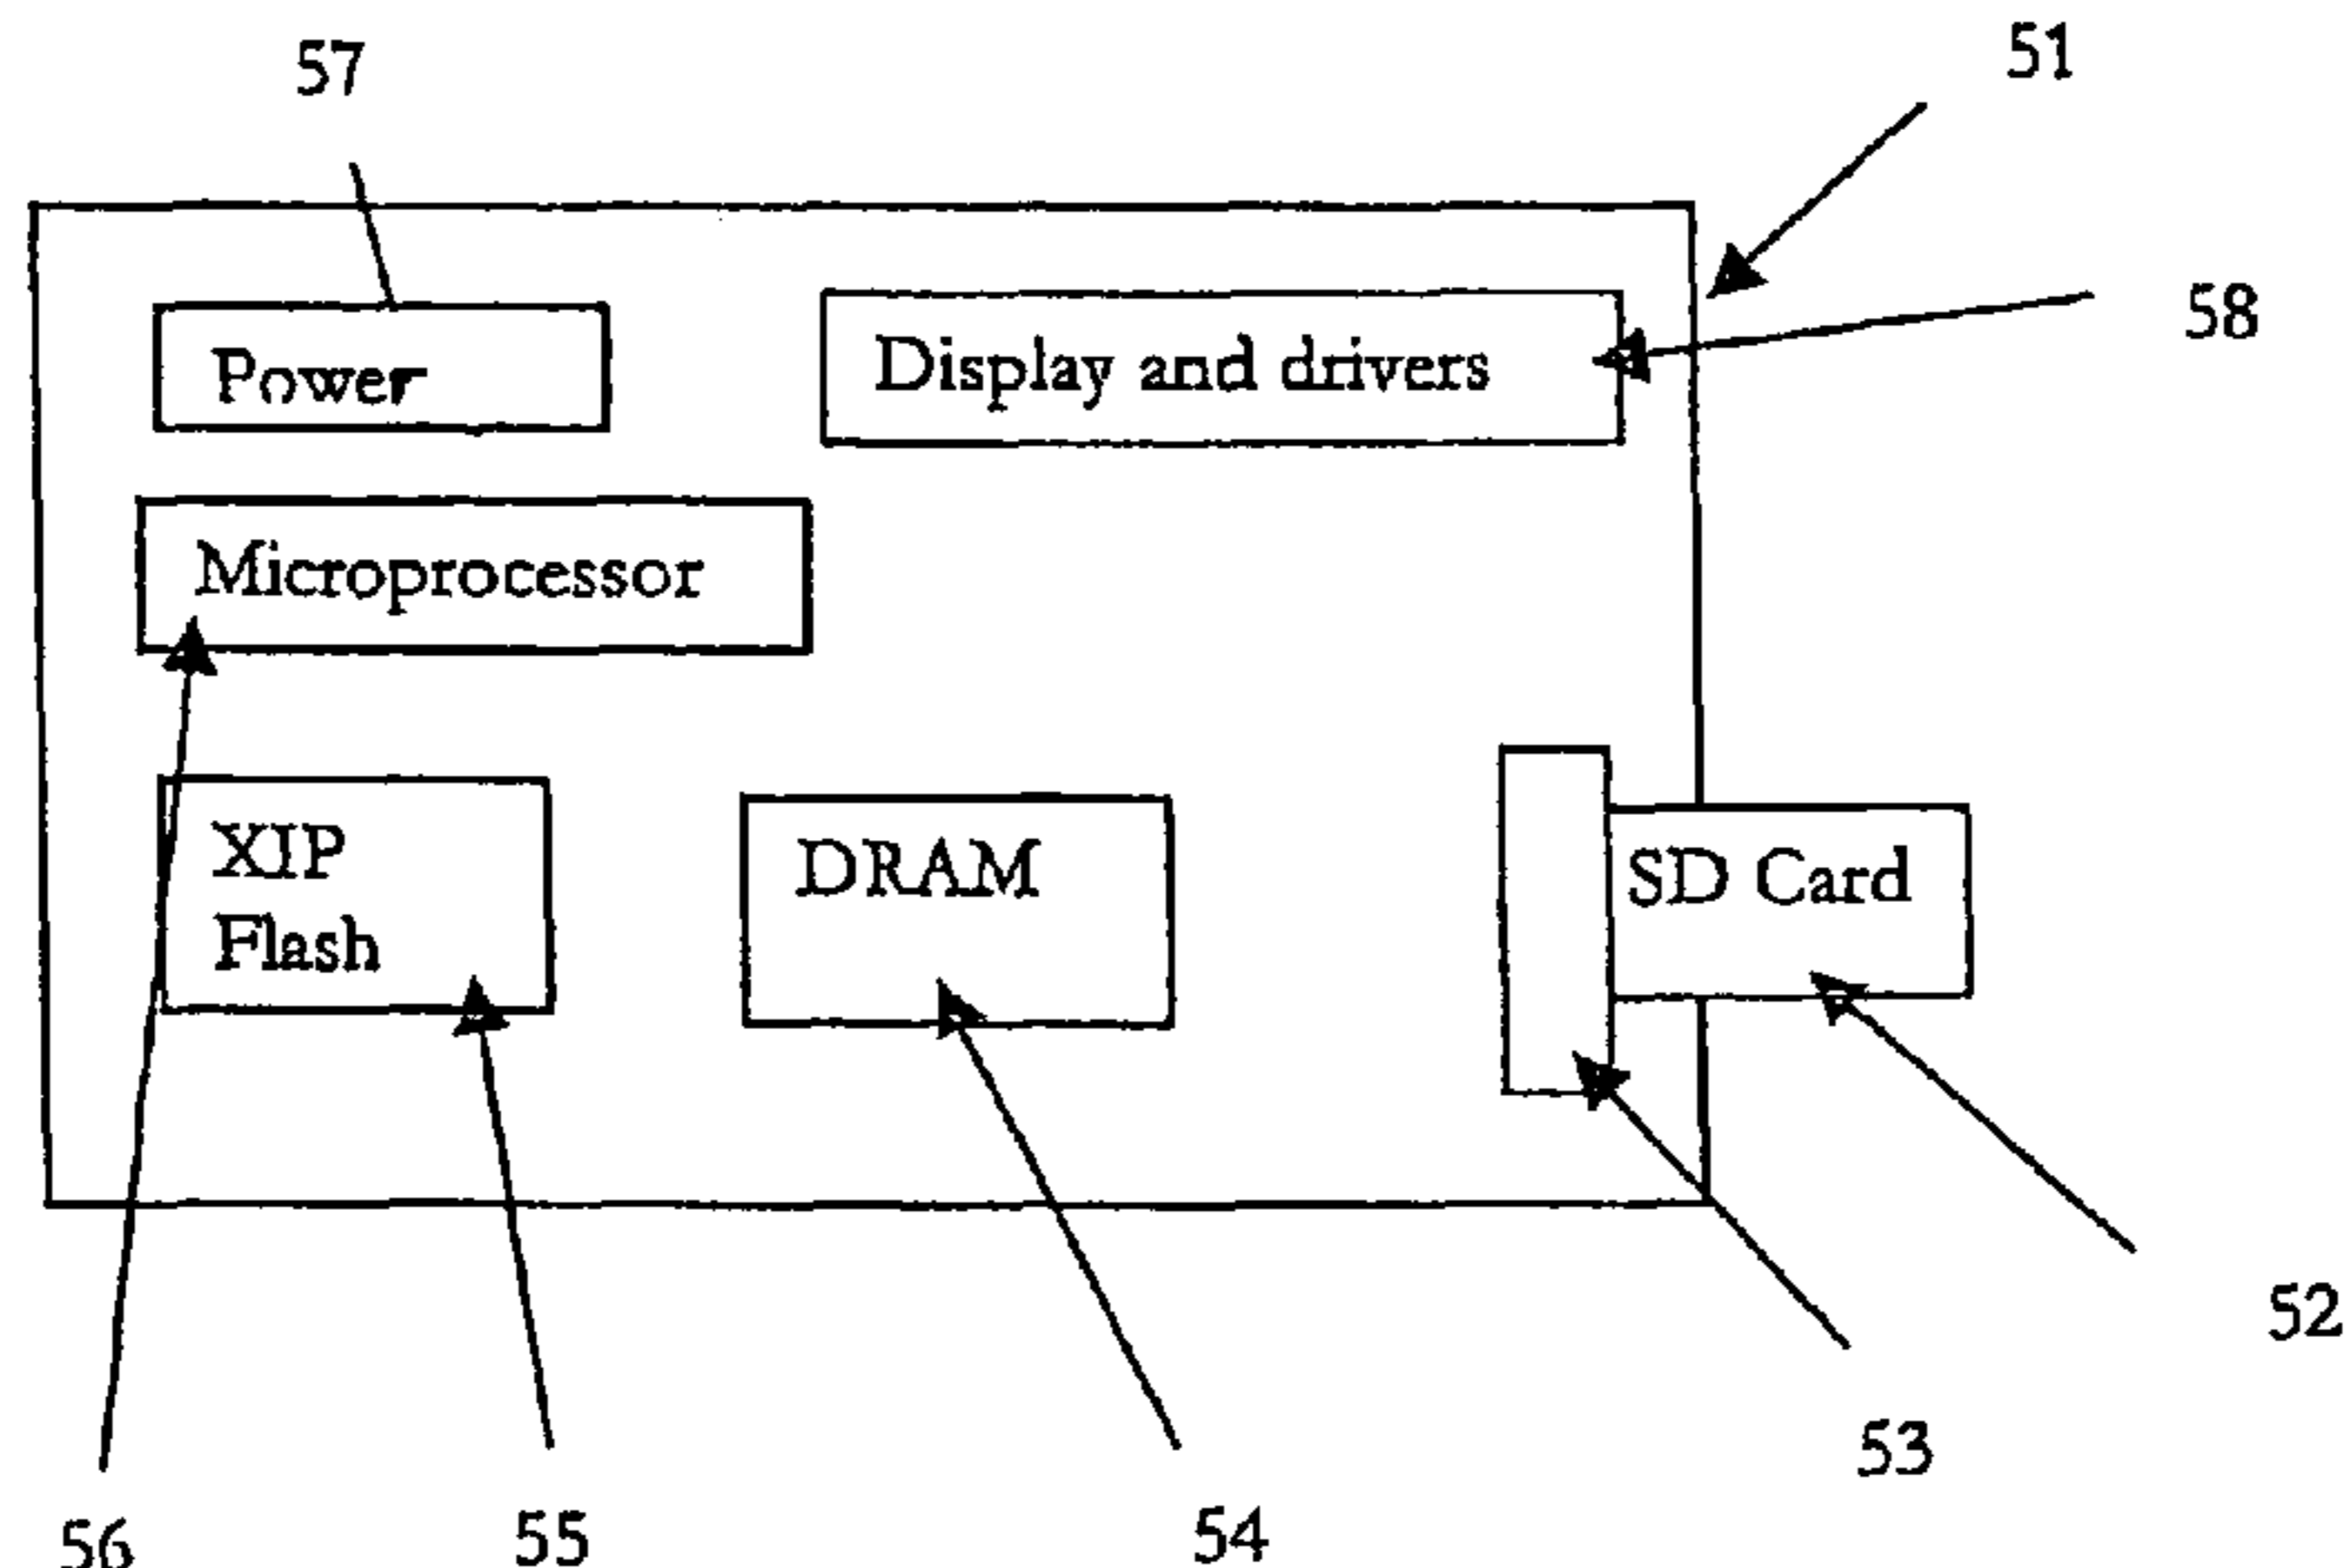 57
51
58
Power
Display and drivers
Microprocessor
XIP
Flash
DRAM
SD Card
52
53
56
55
54